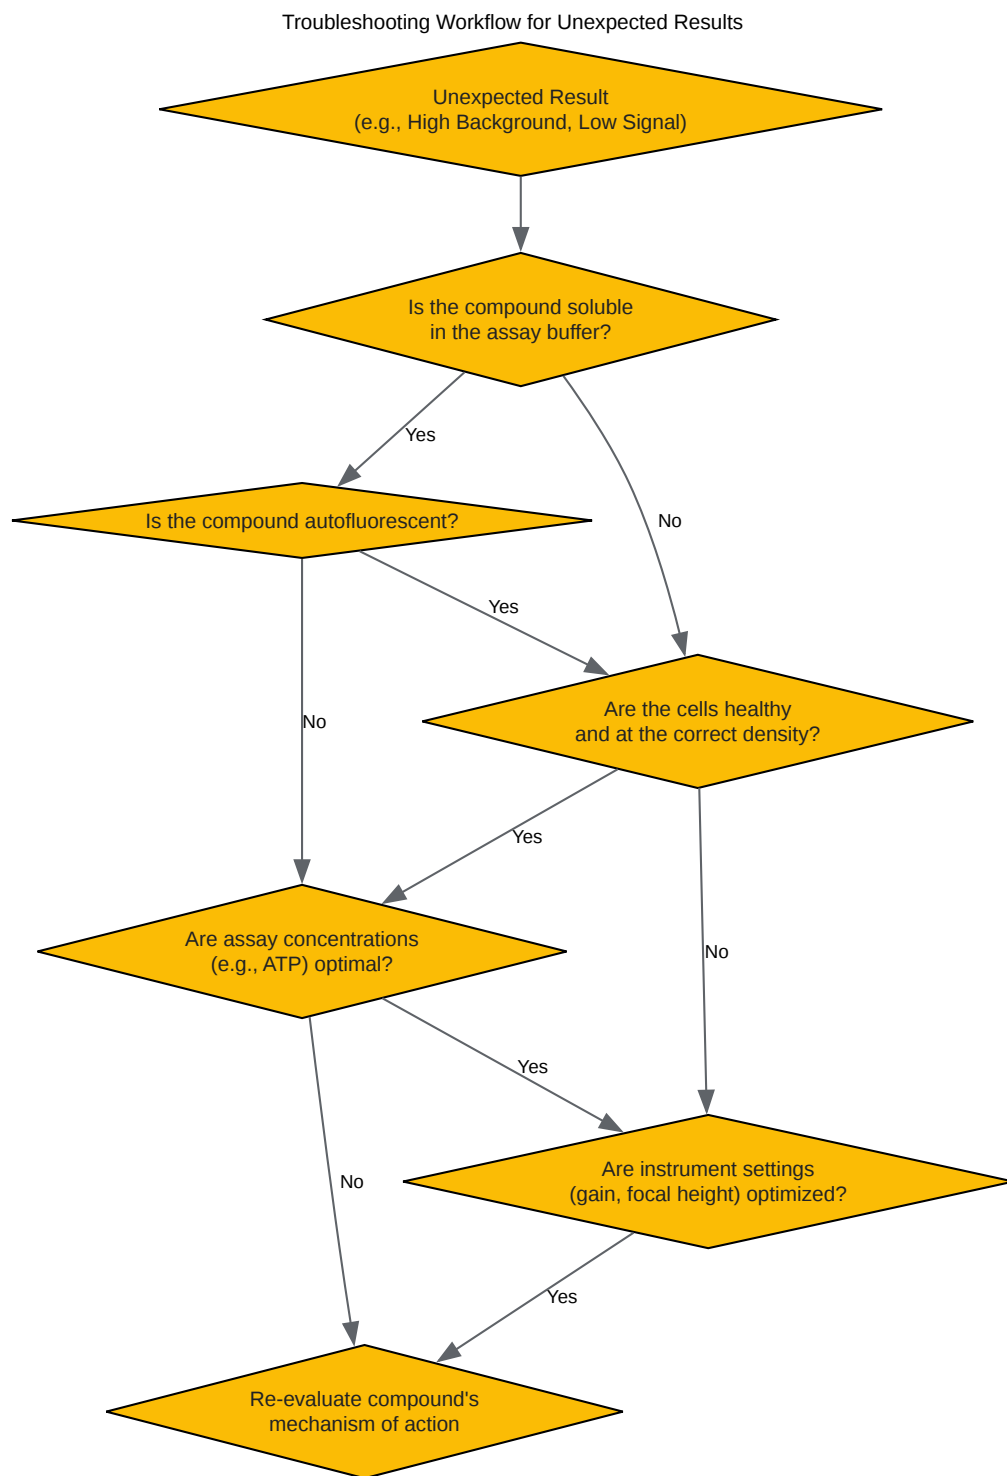 Troubleshooting Workflow for Unexpected Results
Unexpected Result
(e.g., High Background, Low Signal)
Is the compound soluble
in the assay buffer?
Yes
Is the compound autofluorescent?
No
Yes
Are the cells healthy
and at the correct density?
No
Yes
Are assay concentrations
(e.g., ATP) optimal?
No
Yes
Are instrument settings
(gain, focal height) optimized?
No
Yes
Re-evaluate compound's
mechanism of action